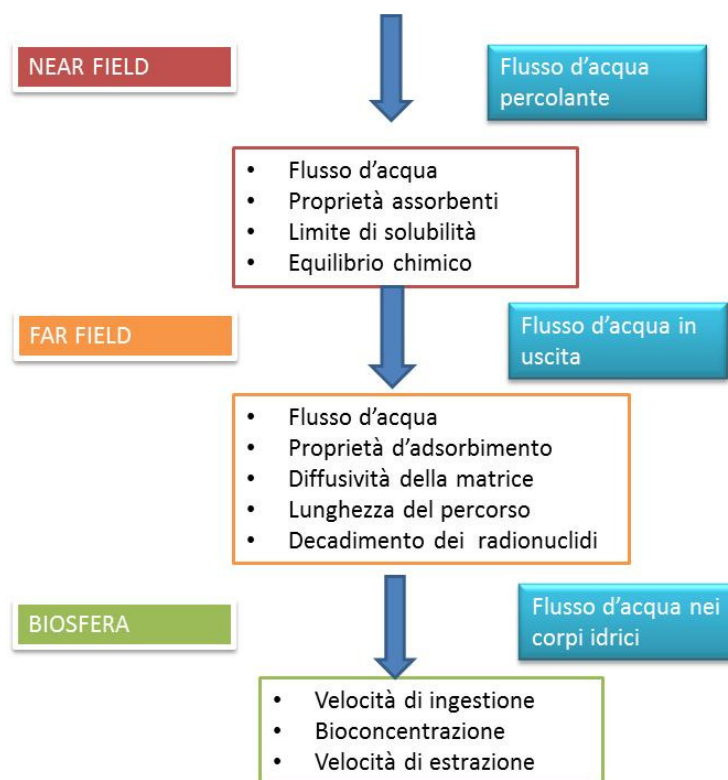 NEAR FIELD
Flusso d'acqua
percolante
• Flusso d'acqua
• Proprietà assorbenti
• Limite di solubilità
• Equilibrio chimico
FAR FIELD
Flusso d'acqua in
uscita
• Flusso d'acqua
• Proprietà d'adsorbimento
• Diffusività della matrice
• Lunghezza del percorso
• Decadimento dei radionuclidi
BIOSFERA
Flusso d'acqua nei
corpi idrici
• Velocità di ingestione
• Bioconcentrazione
• Velocità di estrazione